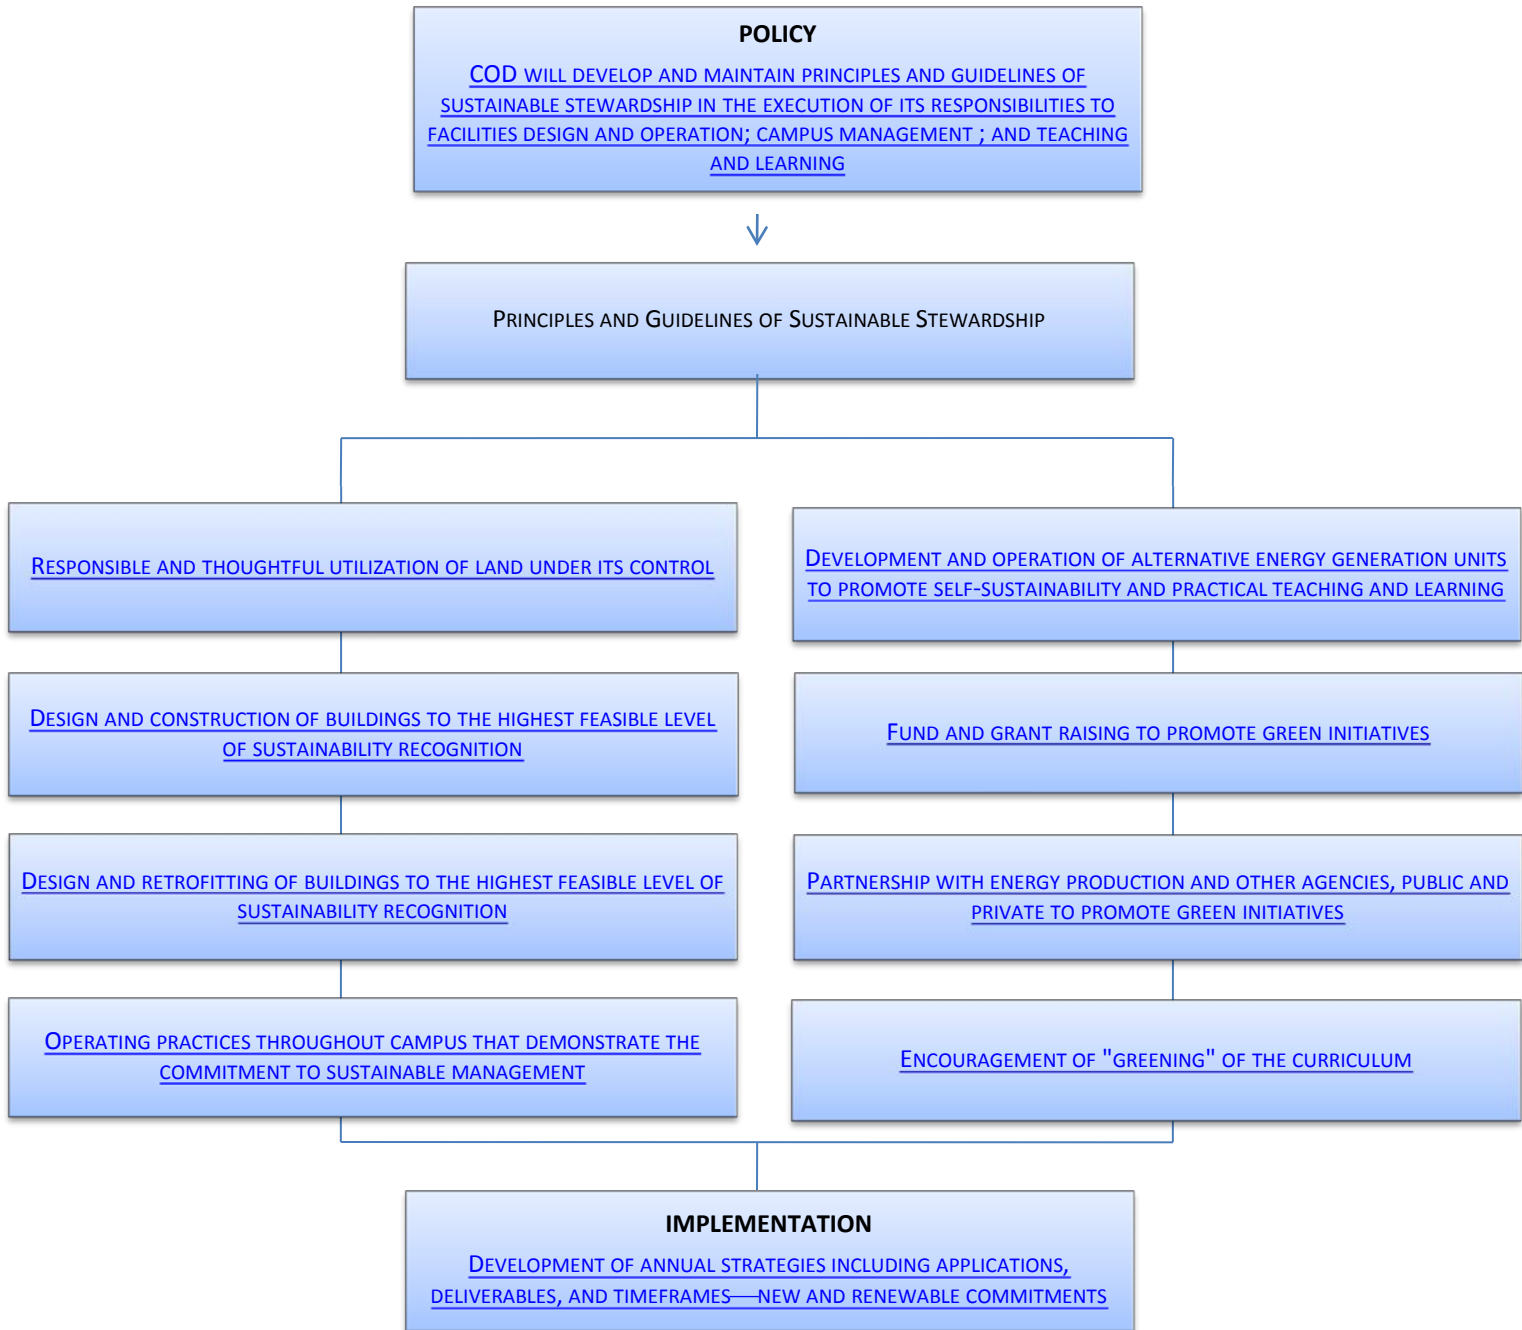 POLICY
COD WILL DEVELOP AND MAINTAIN PRINCIPLES AND GUIDELINES OF
SUSTAINABLE STEWARDSHIP IN THE EXECUTION OF ITS RESPONSIBILITIES TO
FACILITIES DESIGN AND OPERATION; CAMPUS MANAGEMENT ; AND TEACHING
AND LEARNING
PRINCIPLES AND GUIDELINES OF SUSTAINABLE STEWARDSHIP
RESPONSIBLE AND THOUGHTFUL UTILIZATION OF LAND UNDER ITS CONTROL
DESIGN AND CONSTRUCTION OF BUILDINGS TO THE HIGHEST FEASIBLE LEVEL
OF SUSTAINABILITY RECOGNITION
DESIGN AND RETROFITTING OF BUILDINGS TO THE HIGHEST FEASIBLE LEVEL OF
SUSTAINABILITY RECOGNITION
OPERATING PRACTICES THROUGHOUT CAMPUS THAT DEMONSTRATE THE
COMMITMENT TO SUSTAINABLE MANAGEMENT
DEVELOPMENT AND OPERATION OF ALTERNATIVE ENERGY GENERATION UNITS
TO PROMOTE SELF-SUSTAINABILITY AND PRACTICAL TEACHING AND LEARNING
FUND AND GRANT RAISING TO PROMOTE GREEN INITIATIVES
PARTNERSHIP WITH ENERGY PRODUCTION AND OTHER AGENCIES, PUBLIC AND
PRIVATE TO PROMOTE GREEN INITIATIVES
ENCOURAGEMENT OF "GREENING" OF THE CURRICULUM
IMPLEMENTATION
DEVELOPMENT OF ANNUAL STRATEGIES INCLUDING APPLICATIONS,
DELIVERABLES, AND TIMEFRAMES—NEW AND RENEWABLE COMMITMENTS